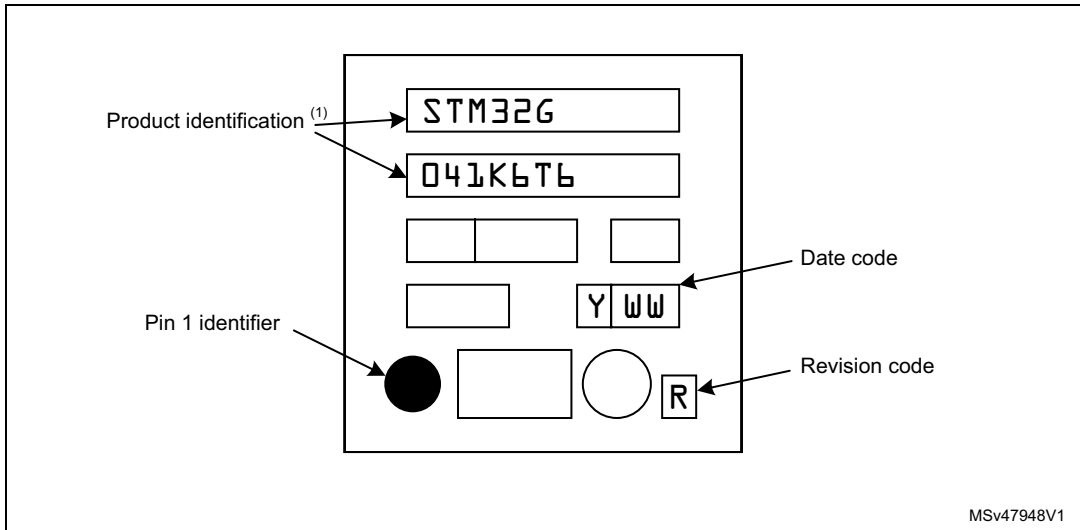 Product identification (1)
STM32G
041K6T6
Date code
Y WW
Pin 1 identifier
Revision code
R
MSv47948V1